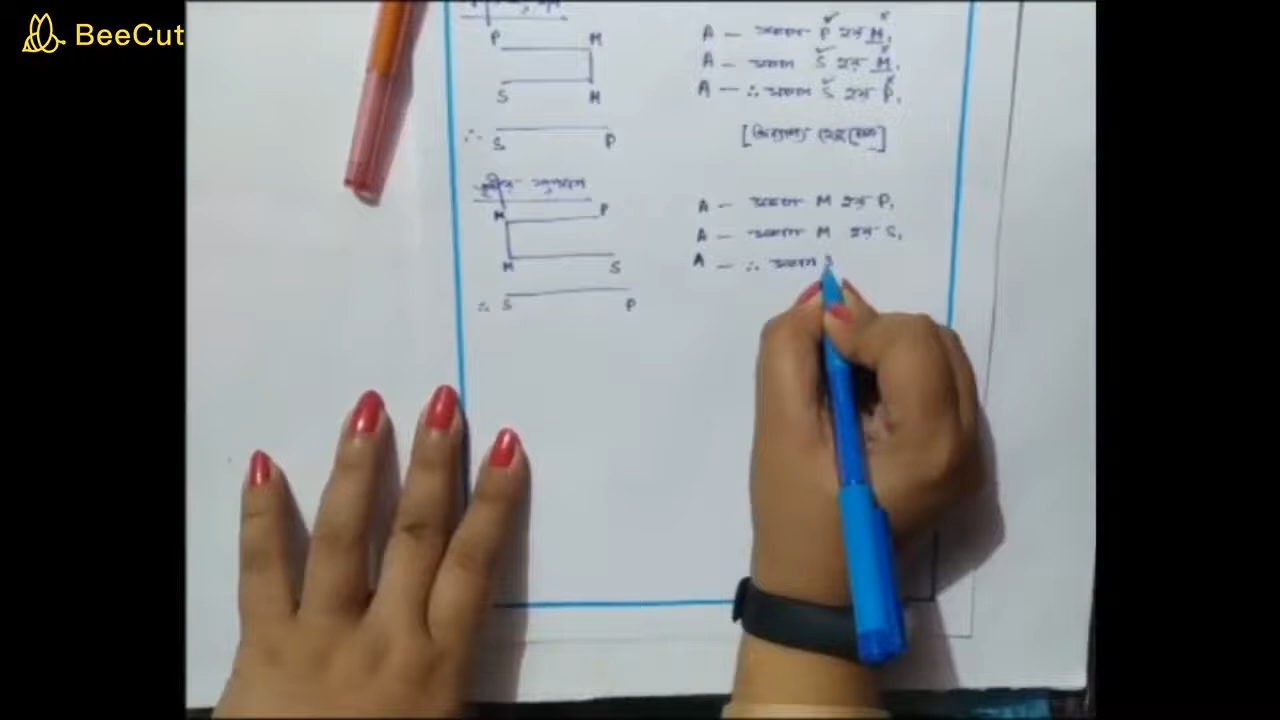 BeeCut
P M
A — সকল P হয় M,
S M
A — সকল S হয় M,
A — ∴ সকল S হয় P,
∴ S P
তৃতীয় সংস্থান
M P
A — সকল M হয় P,
M S
A — সকল M হয় S,
A — ∴ সকল S
∴ S P